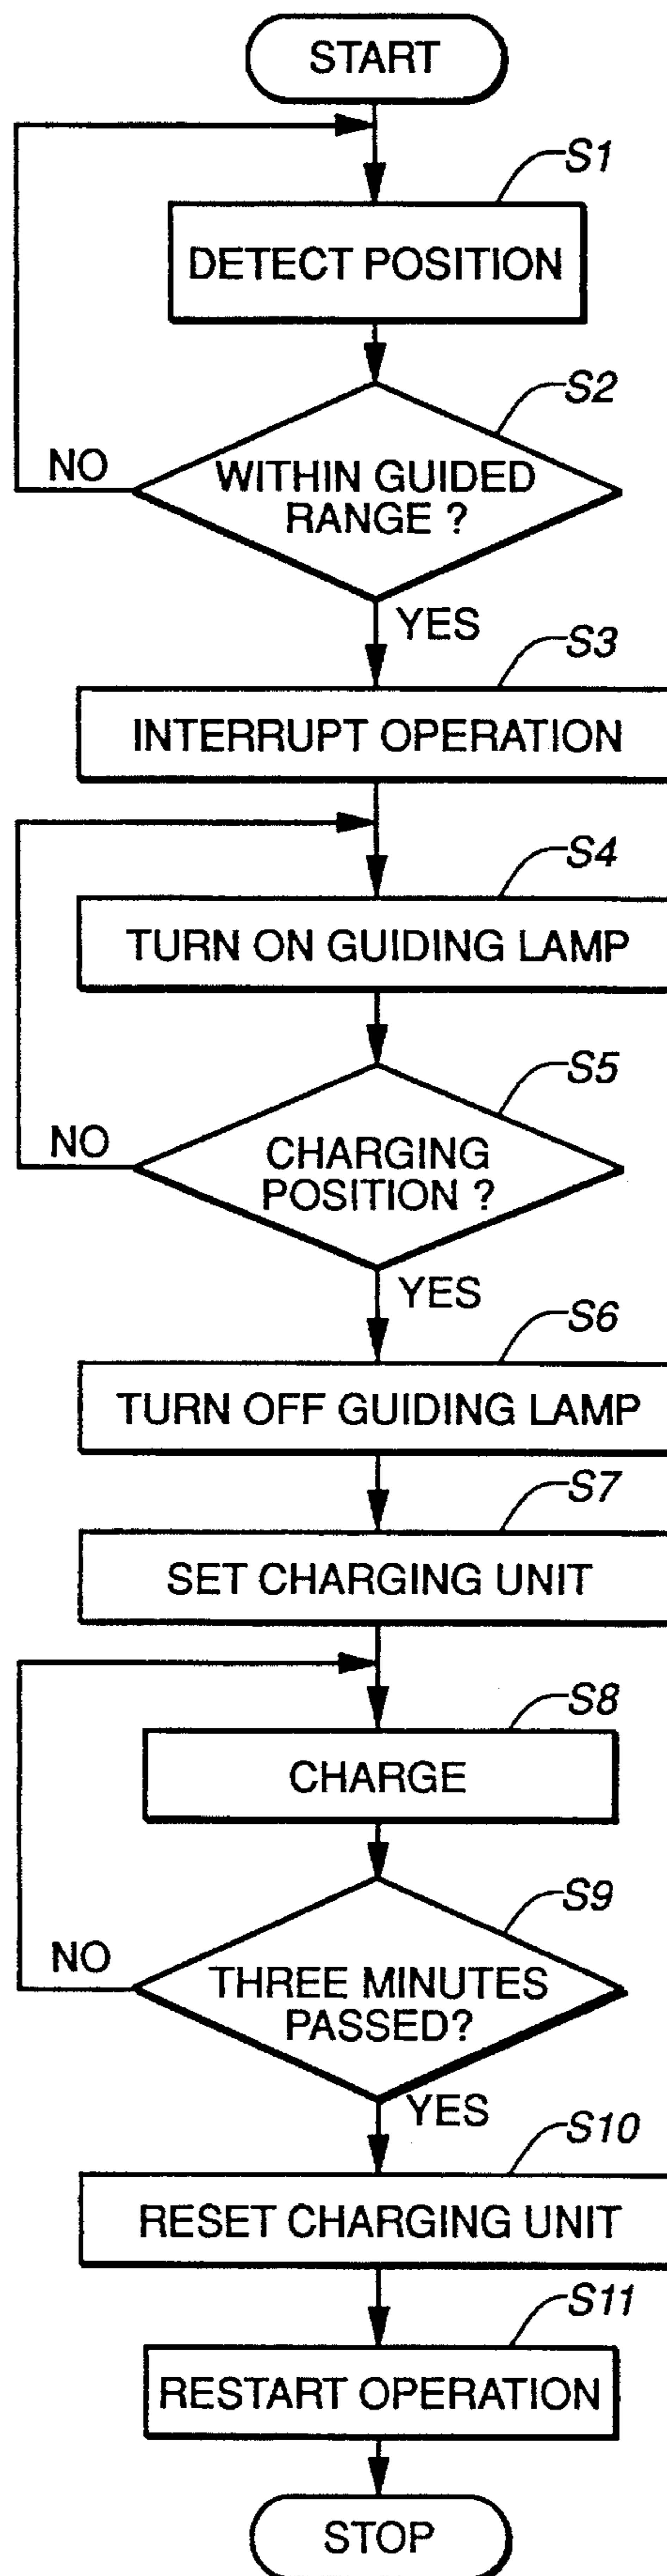 START
S1
DETECT POSITION
S2
NO
WITHIN GUIDED
RANGE ?
YES
S3
INTERRUPT OPERATION
S4
TURN ON GUIDING LAMP
S5
NO
CHARGING
POSITION ?
YES
S6
TURN OFF GUIDING LAMP
S7
SET CHARGING UNIT
S8
CHARGE
S9
NO
THREE MINUTES
PASSED?
YES
S10
RESET CHARGING UNIT
S11
RESTART OPERATION
STOP